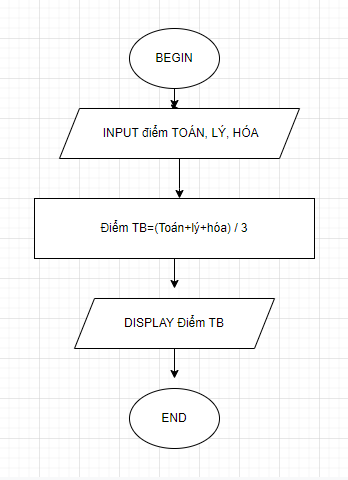 BEGIN
INPUT điểm TOÁN, LÝ, HÓA
Điểm TB=(Toán+lý+hóa) / 3
DISPLAY Điểm TB
END